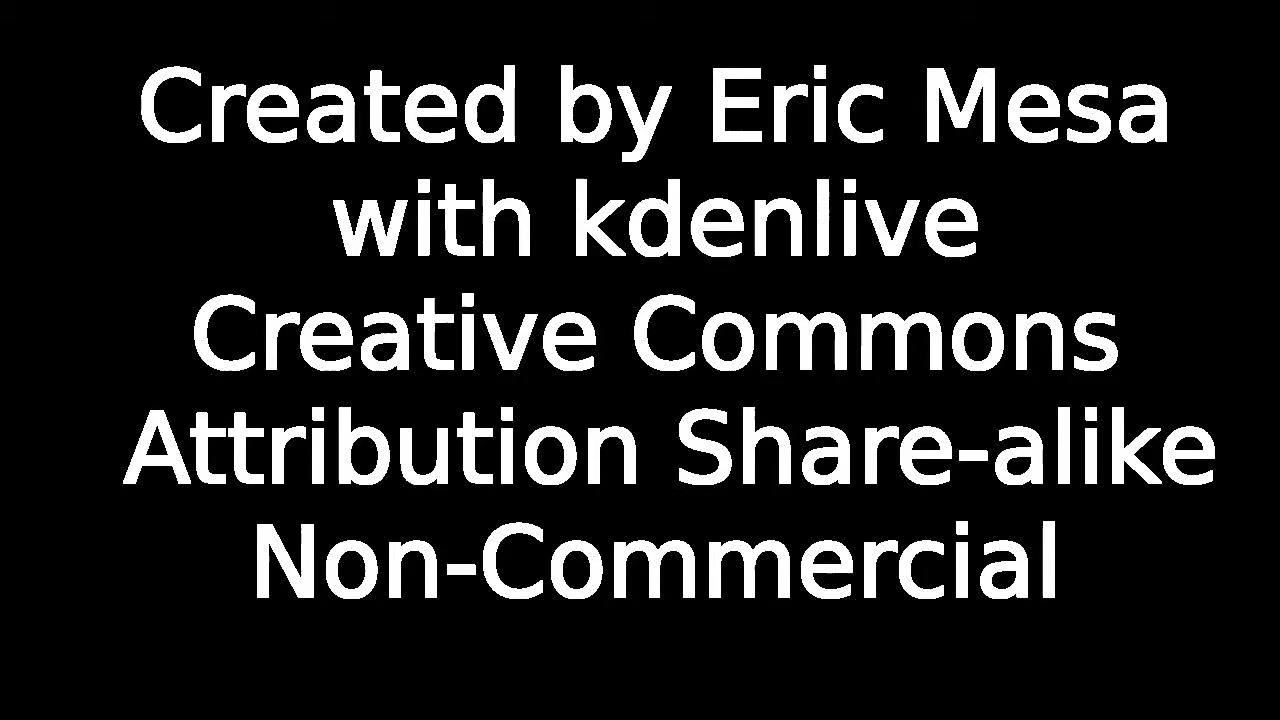 Created by Eric Mesa
with kdenlive
Creative Commons
Attribution Share-alike
Non-Commercial